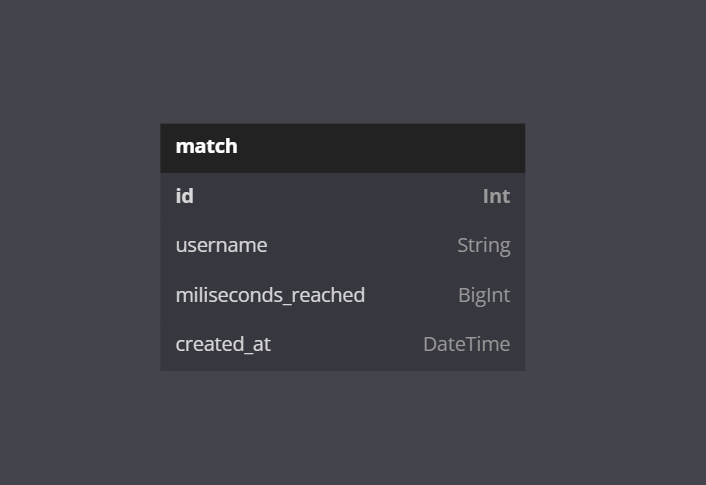 match
id Int
username String
miliseconds_reached BigInt
created_at DateTime